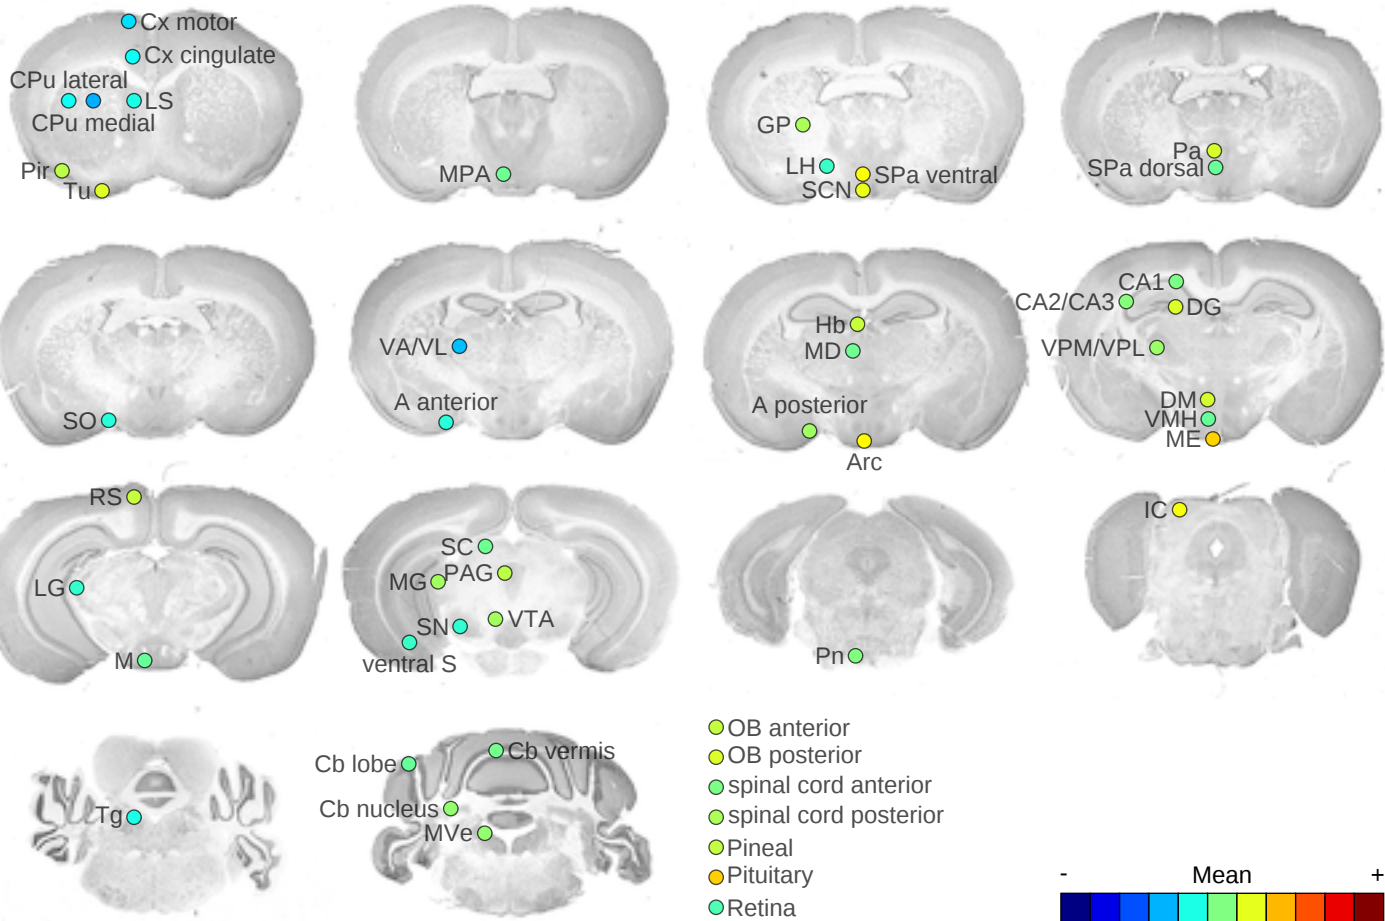 Cx motor
Cx cingulate
CPu lateral
LS
CPu medial
Pir
Tu
MPA
GP
LH
SPa ventral
SCN
Pa
SPa dorsal
SO
VA/VL
A anterior
Hb
MD
A posterior
Arc
CA1
CA2/CA3
DG
VPM/VPL
DM
VMH
ME
RS
LG
M
SC
MG
PAG
SN
VTA
ventral S
Pn
IC
Tg
Cb lobe
Cb vermis
Cb nucleus
MVe
OB anterior
OB posterior
spinal cord anterior
spinal cord posterior
Pineal
Pituitary
Retina
- Mean +